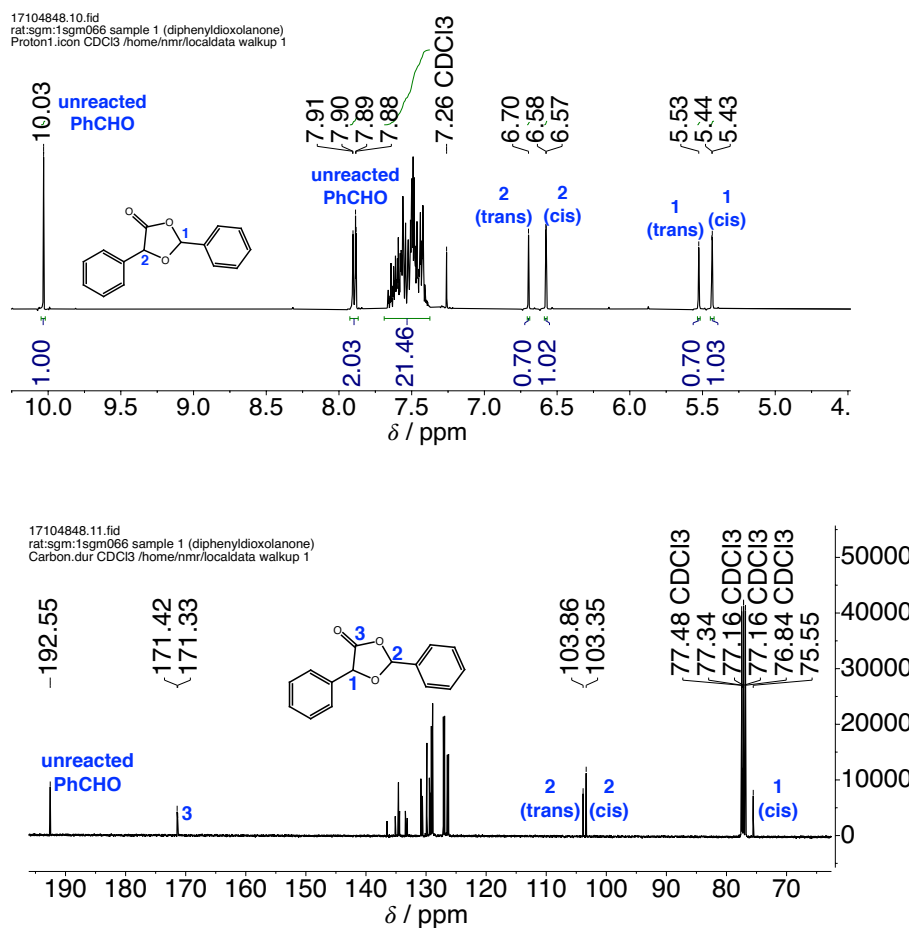 17104848.10.fid
rat:sgm:1sgm066 sample 1 (diphenyldioxolanone)
Proton1.icon CDCl3 /home/nmr/localdata walkup 1
10.03
7.91
7.90
7.89
7.88
7.26 CDCl3
6.70
6.58
6.57
5.53
5.44
5.43
unreacted
PhCHO
unreacted
PhCHO
2
(trans)
2
(cis)
1
(trans)
1
(cis)
O
O
O
1
2
1.00
2.03
21.46
0.70
1.02
0.70
1.03
10.0 9.5 9.0 8.5 8.0 7.5 7.0 6.5 6.0 5.5 5.0 4.
δ / ppm
17104848.11.fid
rat:sgm:1sgm066 sample 1 (diphenyldioxolanone)
Carbon.dur CDCl3 /home/nmr/localdata walkup 1
192.55
171.42
171.33
103.86
103.35
77.48 CDCl3
77.34
77.16 CDCl3
77.16 CDCl3
76.84 CDCl3
75.55
O
O
O
3
2
1
unreacted
PhCHO
3
2
(trans)
2
(cis)
1
(cis)
50000
40000
30000
20000
10000
0
190 180 170 160 150 140 130 120 110 100 90 80 70
δ / ppm